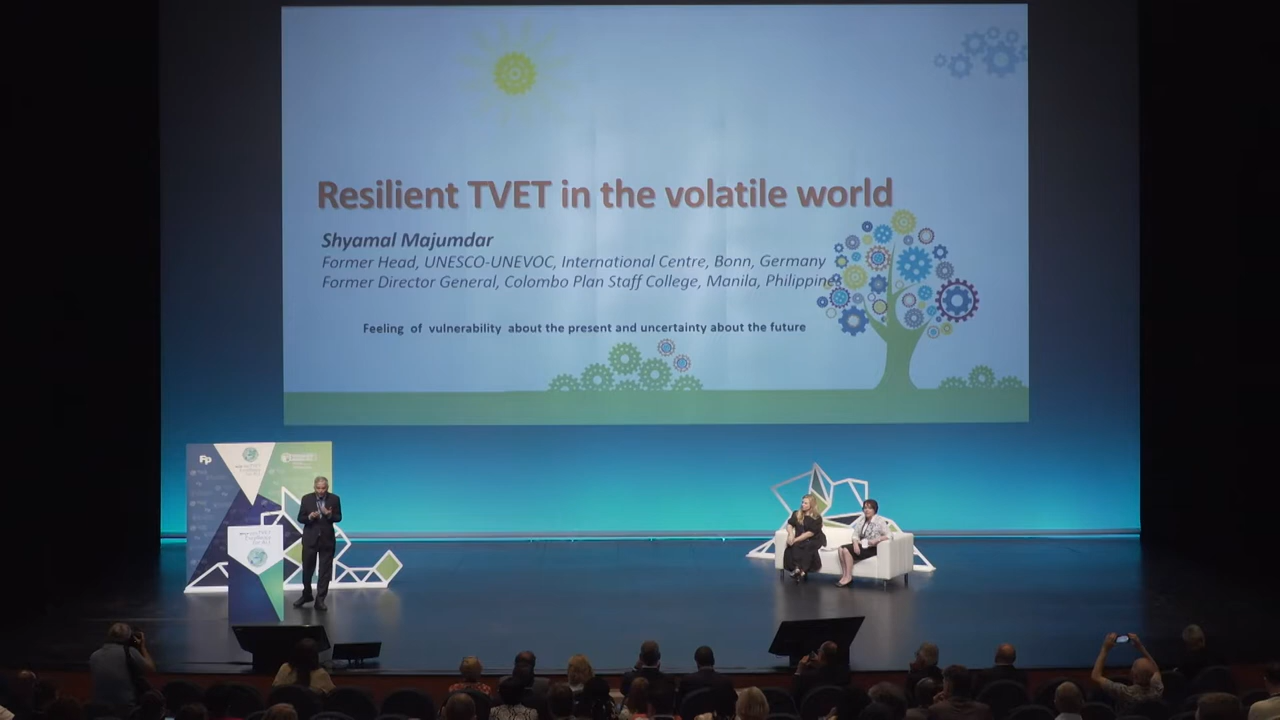 Resilient TVET in the volatile world
Shyamal Majumdar
Former Head, UNESCO-UNEVOC, International Centre, Bonn, Germany
Former Director General, Colombo Plan Staff College, Manila, Philippines
Feeling of vulnerability about the present and uncertainty about the future
Fp